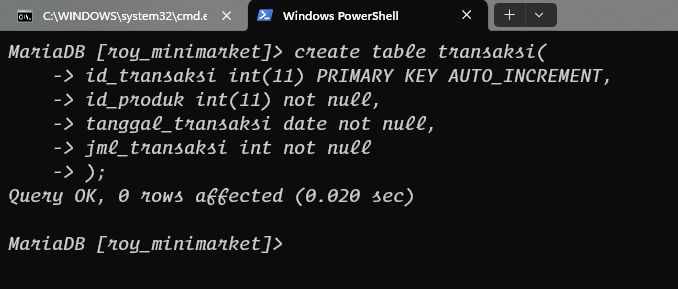 C:\WINDOWS\system32\cmd.e
Windows PowerShell
MariaDB [roy_minimarket]> create table transaksi(
    -> id_transaksi int(11) PRIMARY KEY AUTO_INCREMENT,
    -> id_produk int(11) not null,
    -> tanggal_transaksi date not null,
    -> jml_transaksi int not null
    -> );
Query OK, 0 rows affected (0.020 sec)
MariaDB [roy_minimarket]>